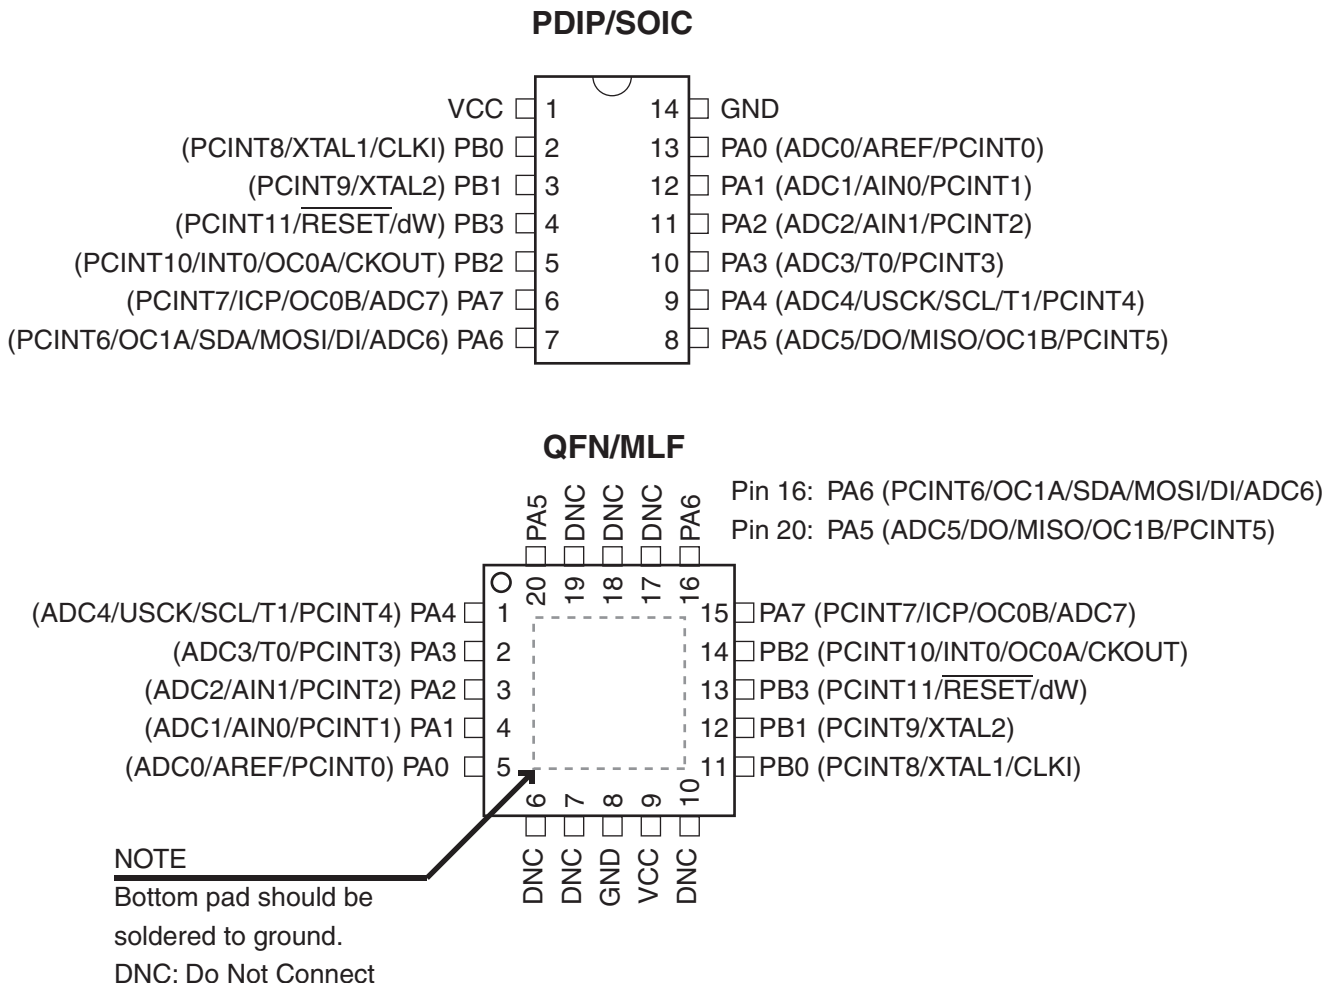 PDIP/SOIC
VCC 1 14 GND
(PCINT8/XTAL1/CLKI) PB0 2 13 PA0 (ADC0/AREF/PCINT0)
(PCINT9/XTAL2) PB1 3 12 PA1 (ADC1/AIN0/PCINT1)
(PCINT11/RESET/dW) PB3 4 11 PA2 (ADC2/AIN1/PCINT2)
(PCINT10/INT0/OC0A/CKOUT) PB2 5 10 PA3 (ADC3/T0/PCINT3)
(PCINT7/ICP/OC0B/ADC7) PA7 6 9 PA4 (ADC4/USCK/SCL/T1/PCINT4)
(PCINT6/OC1A/SDA/MOSI/DI/ADC6) PA6 7 8 PA5 (ADC5/DO/MISO/OC1B/PCINT5)
QFN/MLF
Pin 16: PA6 (PCINT6/OC1A/SDA/MOSI/DI/ADC6)
Pin 20: PA5 (ADC5/DO/MISO/OC1B/PCINT5)
PA5 DNC DNC DNC PA6
20 19 18 17 16
(ADC4/USCK/SCL/T1/PCINT4) PA4 1 15 PA7 (PCINT7/ICP/OC0B/ADC7)
(ADC3/T0/PCINT3) PA3 2 14 PB2 (PCINT10/INT0/OC0A/CKOUT)
(ADC2/AIN1/PCINT2) PA2 3 13 PB3 (PCINT11/RESET/dW)
(ADC1/AIN0/PCINT1) PA1 4 12 PB1 (PCINT9/XTAL2)
(ADC0/AREF/PCINT0) PA0 5 11 PB0 (PCINT8/XTAL1/CLKI)
6 7 8 9 10
DNC DNC GND VCC DNC
NOTE
Bottom pad should be
soldered to ground.
DNC: Do Not Connect